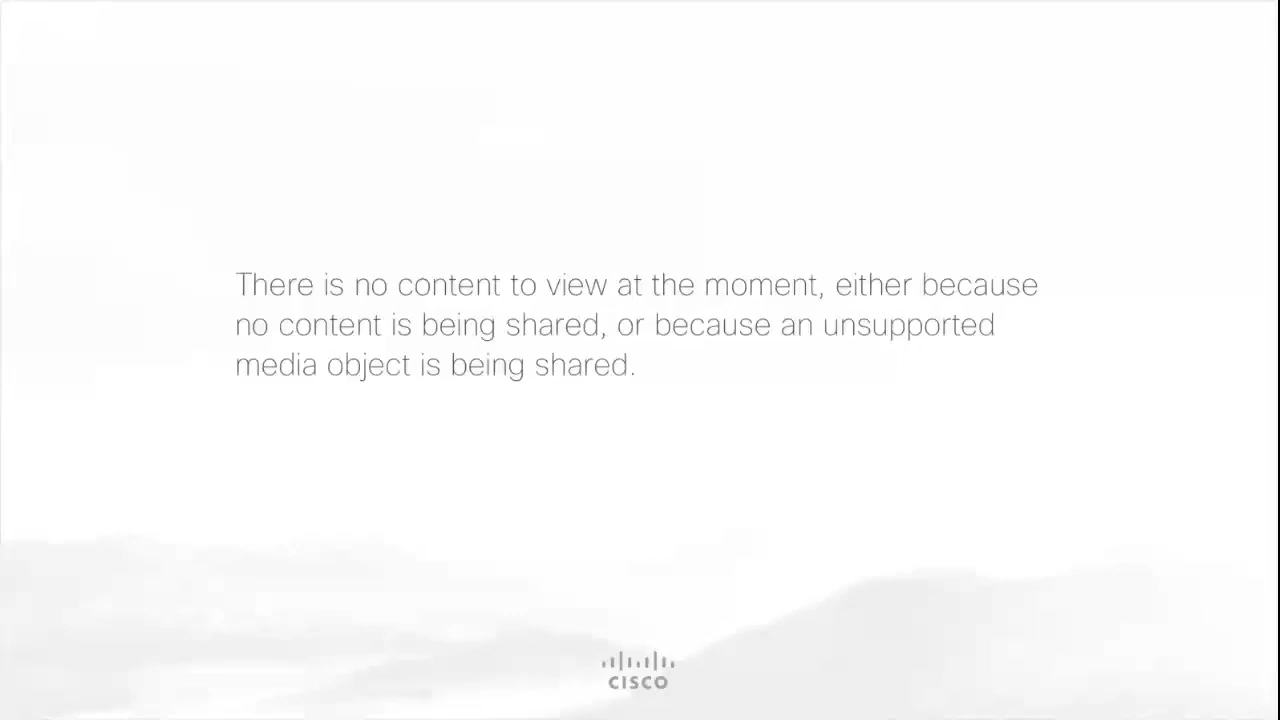 There is no content to view at the moment, either because
no content is being shared, or because an unsupported
media object is being shared.
CISCO